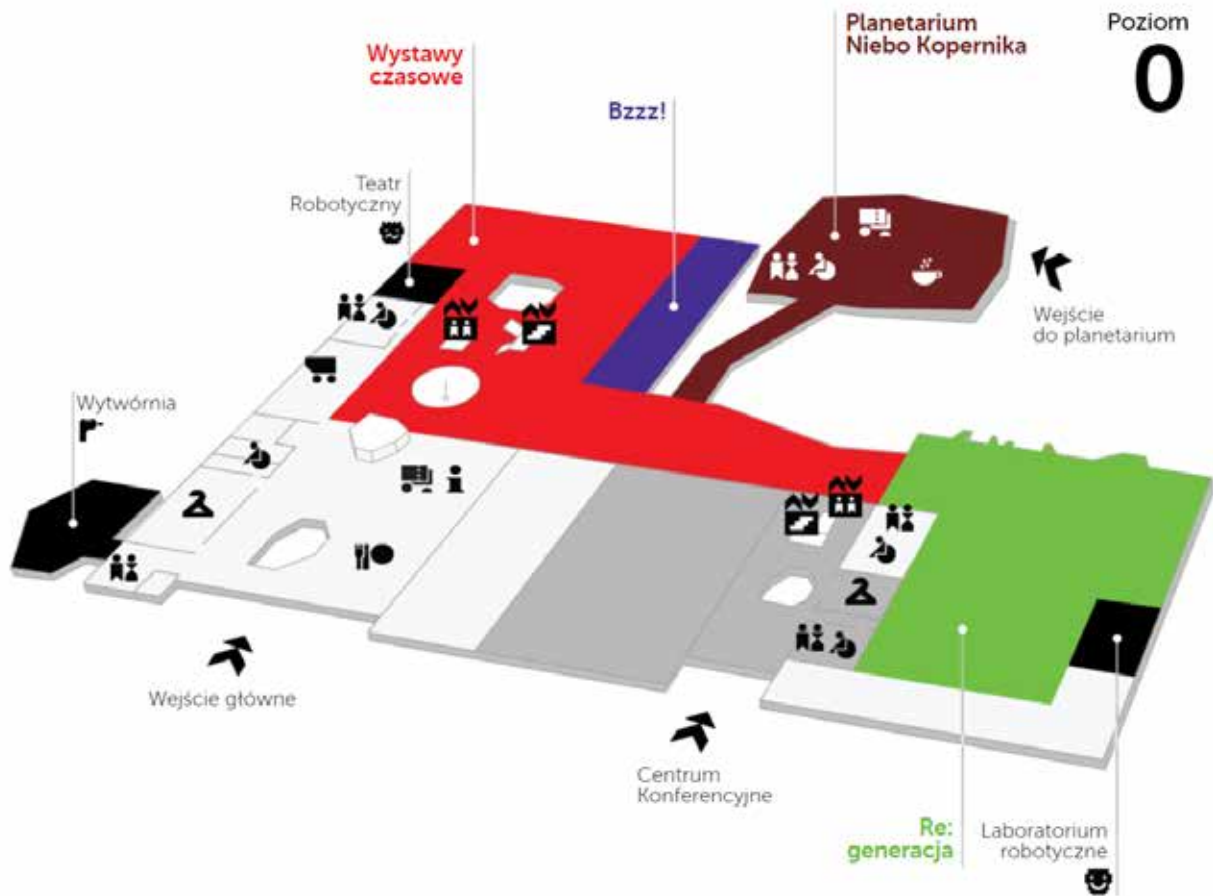 Poziom
0
Planetarium
Niebo Kopernika
Wystawy
czasowe
Bzzz!
Teatr
Robotyczny
Wejście
do planetarium
Wytwórnia
Wejście główne
Centrum
Konferencyjne
Re:
generacja
Laboratorium
robotyczne